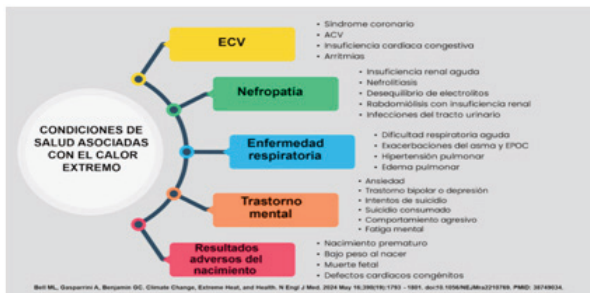 CONDICIONES DE
SALUD ASOCIADAS
CON EL CALOR
EXTREMO
ECV
• Síndrome coronario
• ACV
• Insuficiencia cardíaca congestiva
• Arritmias
Nefropatía
• Insuficiencia renal aguda
• Nefrolitiasis
• Desequilibrio de electrolitos
• Rabdomiólisis con insuficiencia renal
• Infecciones del tracto urinario
Enfermedad
respiratoria
• Dificultad respiratoria aguda
• Exacerbaciones del asma y EPOC
• Hipertensión pulmonar
• Edema pulmonar
Trastorno
mental
• Ansiedad
• Trastorno bipolar o depresión
• Intentos de suicidio
• Suicidio consumado
• Comportamiento agresivo
• Fatiga mental
Resultados
adversos del
nacimiento
• Nacimiento prematuro
• Bajo peso al nacer
• Muerte fetal
• Defectos cardíacos congénitos
Bell ML, Gasparrini A, Benjamin GC. Climate Change, Extreme Heat, and Health. N Engl J Med. 2024 May 16;390(19):1793 - 1801. doi:10.1056/NEJMra2210769. PMID: 38749034.